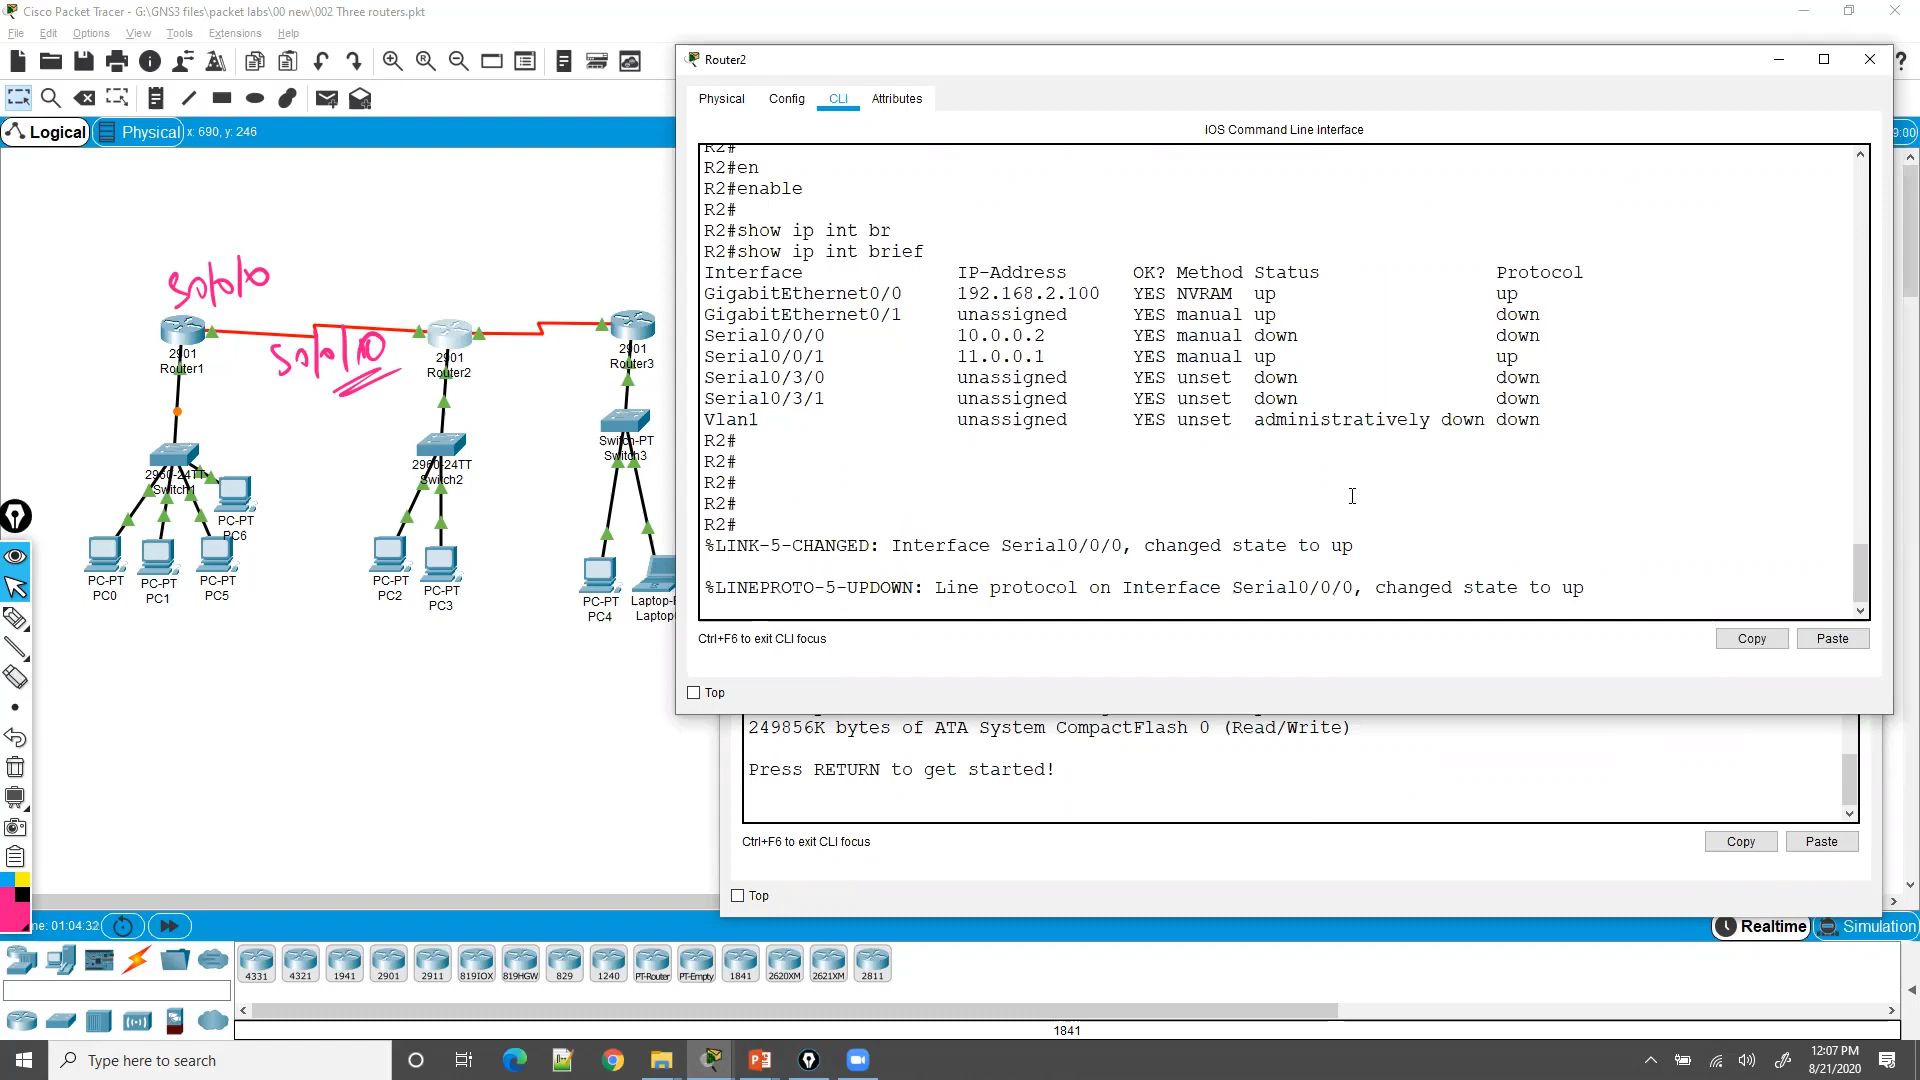 Cisco Packet Tracer - G:\GNS3 files\packet labs\00 new\002 Three routers.pkt
File Edit Options View Tools Extensions Help
Logical Physical x: 690, y: 246
9:00
Router2
Physical Config CLI Attributes
IOS Command Line Interface
R2#
R2#en
R2#enable
R2#
R2#show ip int br
R2#show ip int brief
Interface IP-Address OK? Method Status Protocol
GigabitEthernet0/0 192.168.2.100 YES NVRAM up up
GigabitEthernet0/1 unassigned YES manual up down
Serial0/0/0 10.0.0.2 YES manual down down
Serial0/0/1 11.0.0.1 YES manual up up
Serial0/3/0 unassigned YES unset down down
Serial0/3/1 unassigned YES unset down down
Vlan1 unassigned YES unset administratively down down
R2#
R2#
R2#
R2#
R2#
%LINK-5-CHANGED: Interface Serial0/0/0, changed state to up
%LINEPROTO-5-UPDOWN: Line protocol on Interface Serial0/0/0, changed state to up
Ctrl+F6 to exit CLI focus
Copy Paste
Top
249856K bytes of ATA System CompactFlash 0 (Read/Write)
Press RETURN to get started!
Ctrl+F6 to exit CLI focus
Copy Paste
Top
2901
Router1
2901
Router2
2901
Router3
2960-24TT
Switch1
2960-24TT
Switch2
Switch-PT
Switch3
PC-PT
PC6
PC-PT
PC0
PC-PT
PC1
PC-PT
PC5
PC-PT
PC2
PC-PT
PC3
PC-PT
PC4
me: 01:04:32
Realtime Simulation
4331 4321 1941 2901 2911 819IOX 819HGW 829 1240 PT-Router PT-Empty 1841 2620XM 2621XM 2811
1841
Type here to search
12:07 PM
8/21/2020